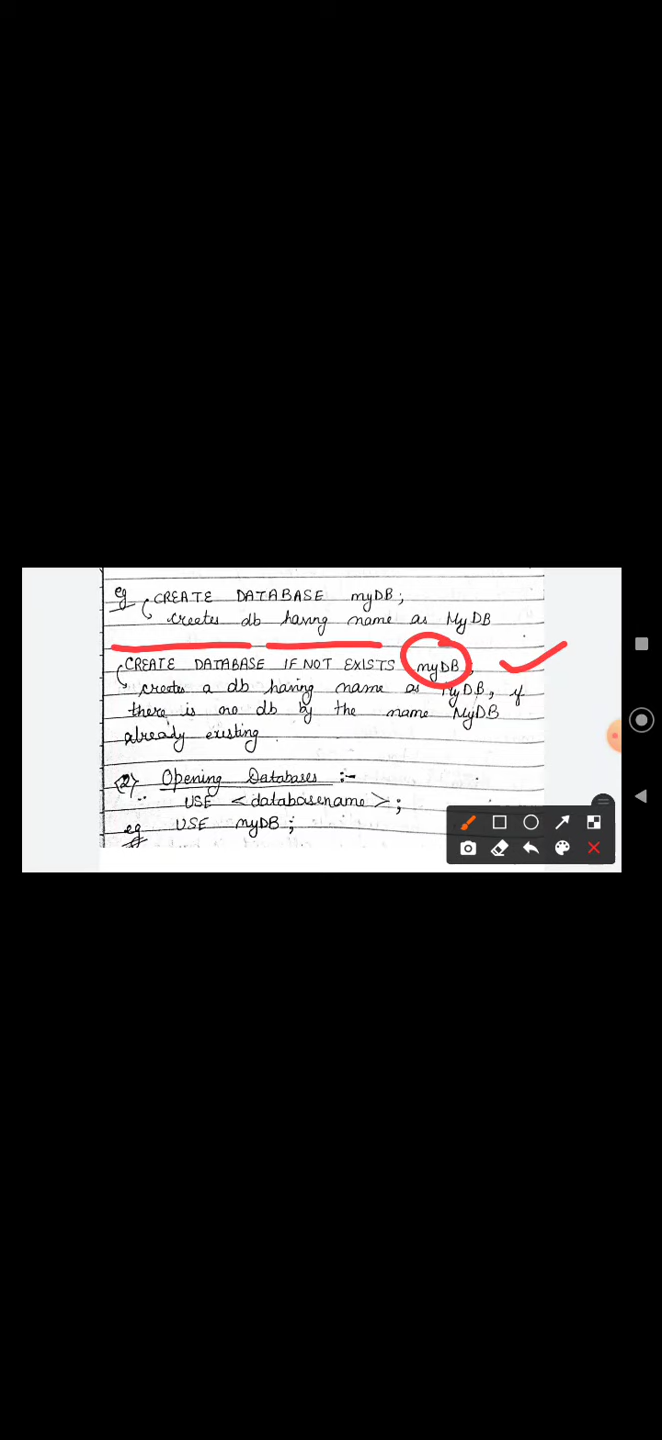 eg CREATE DATABASE myDB;
creates db having name as MyDB
CREATE DATABASE IF NOT EXISTS myDB;
creates a db having name as MyDB, if
there is no db by the name MyDB
already existing.
(2) Opening Databases :-
USE <databasename>;
eg USE myDB;